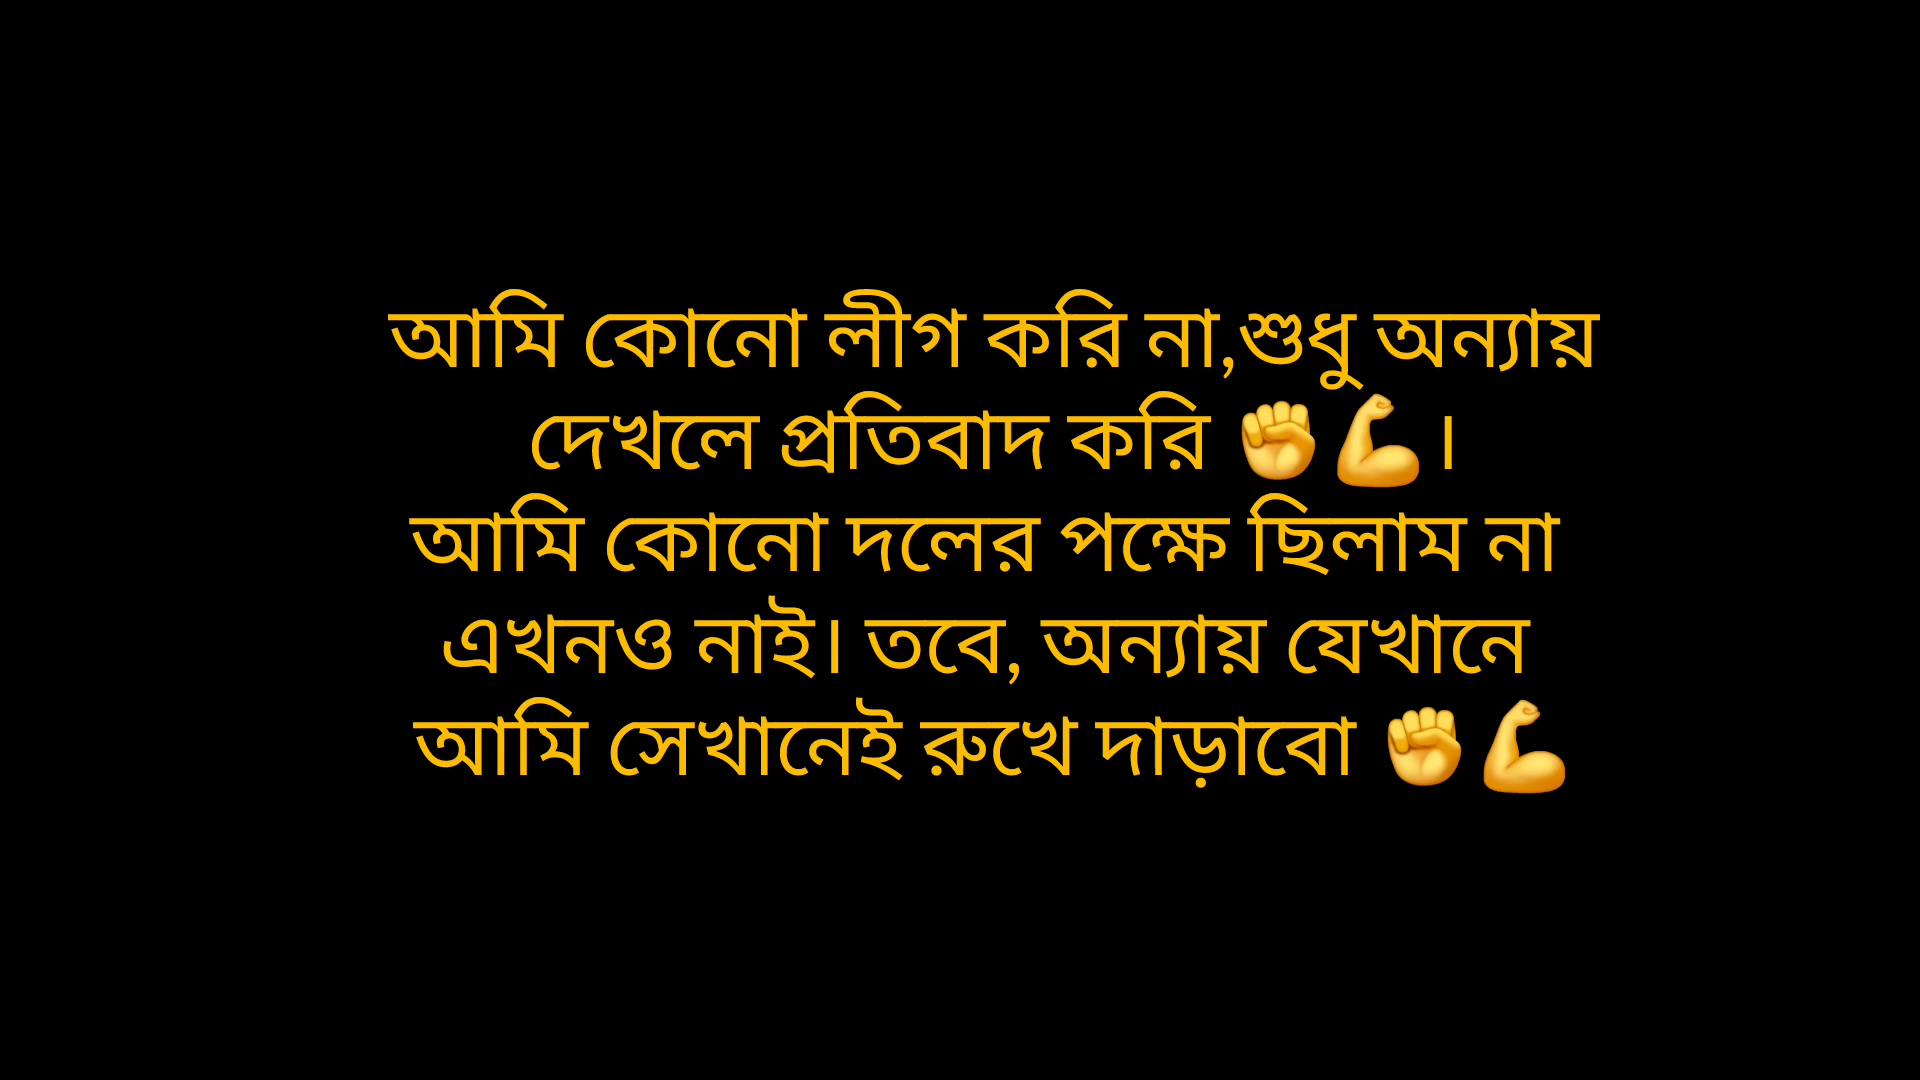 আমি কোনো লীগ করি না,শুধু অন্যায়
দেখলে প্রতিবাদ করি ✊💪।
আমি কোনো দলের পক্ষে ছিলাম না
এখনও নাই। তবে, অন্যায় যেখানে
আমি সেখানেই রুখে দাড়াবো ✊💪